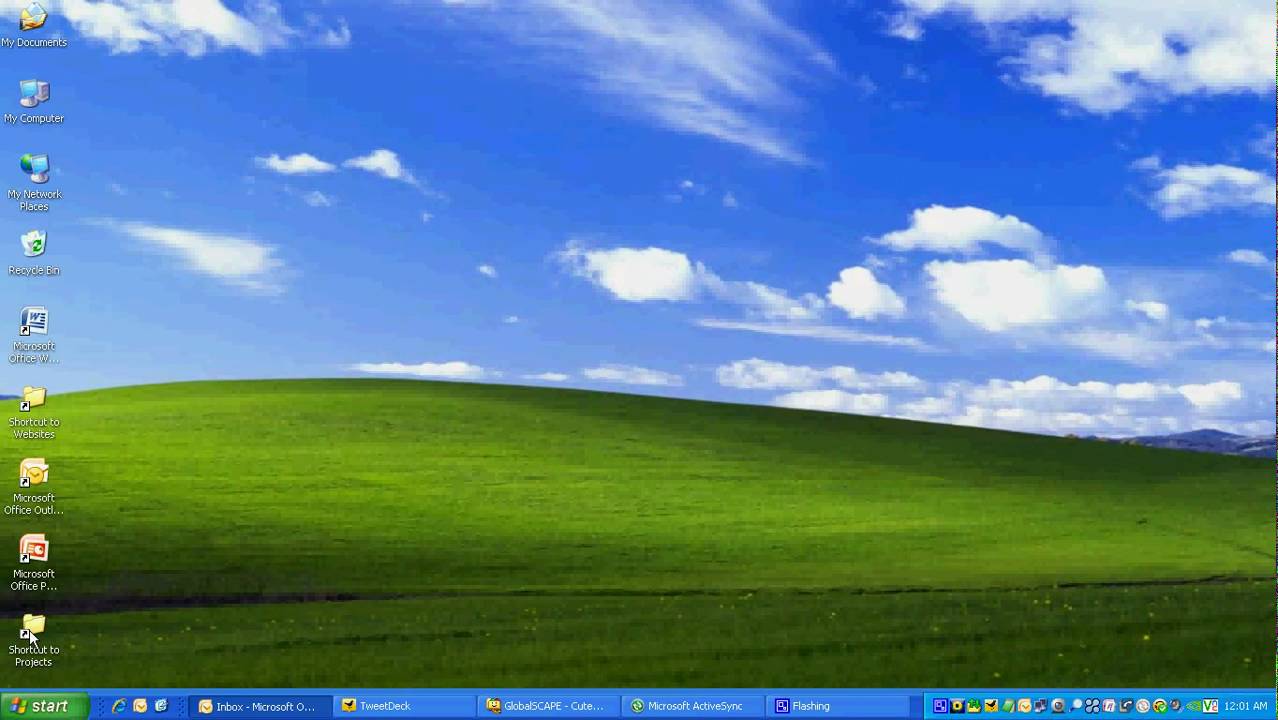 My Documents
My Computer
My Network
Places
Recycle Bin
Microsoft
Office W...
Shortcut to
Websites
Microsoft
Office Outl...
Microsoft
Office P...
Shortcut to
Projects
start
Inbox - Microsoft O...
TweetDeck
GlobalSCAPE - Cute...
Microsoft ActiveSync
Flashing
12:01 AM